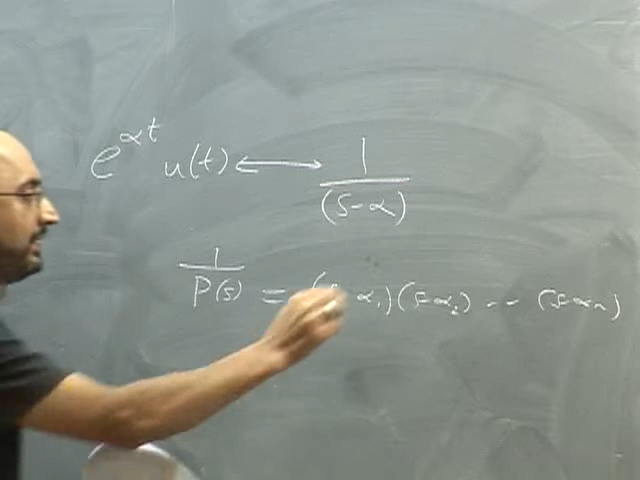 e^{αt} u(t) ⟷ 1/(s-α)
1/P(s) = (s-α₁)(s-α₂) -- (s-αₙ)